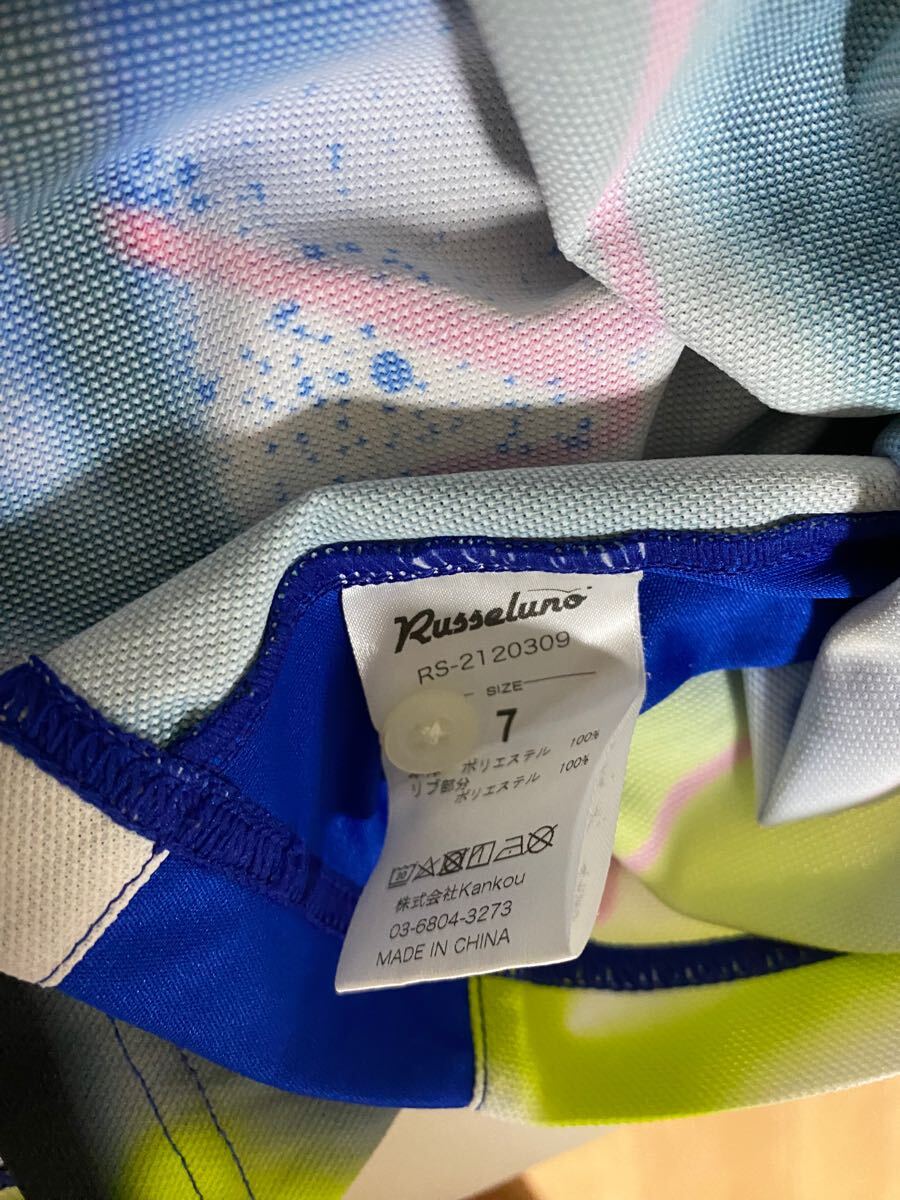 Russeluno
RS-2120309
SIZE
7
ポリエステル 100%
リブ部分
ポリエステル 100%
30
株式会社Kankou
03-6804-3273
MADE IN CHINA